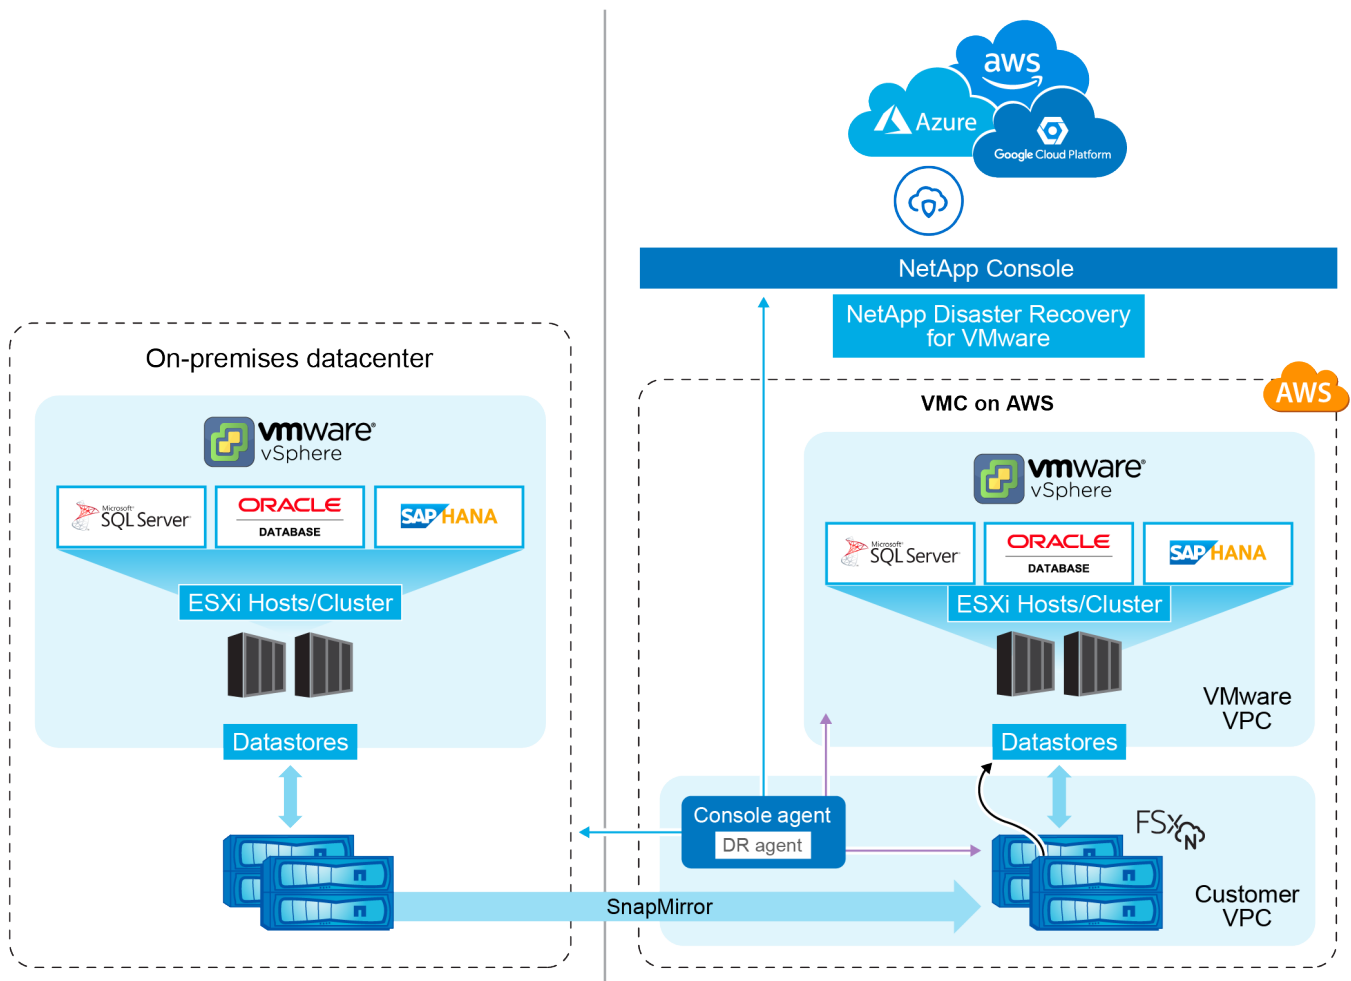 aws
Azure
Google Cloud Platform
NetApp Console
NetApp Disaster Recovery
for VMware
On-premises datacenter
vmware®
vSphere
Microsoft®
SQL Server®
ORACLE
DATABASE
SAP HANA
ESXi Hosts/Cluster
Datastores
AWS
VMC on AWS
vmware®
vSphere
Microsoft®
SQL Server®
ORACLE
DATABASE
SAP HANA
ESXi Hosts/Cluster
VMware
VPC
Datastores
Console agent
DR agent
FSx
N
Customer
VPC
SnapMirror